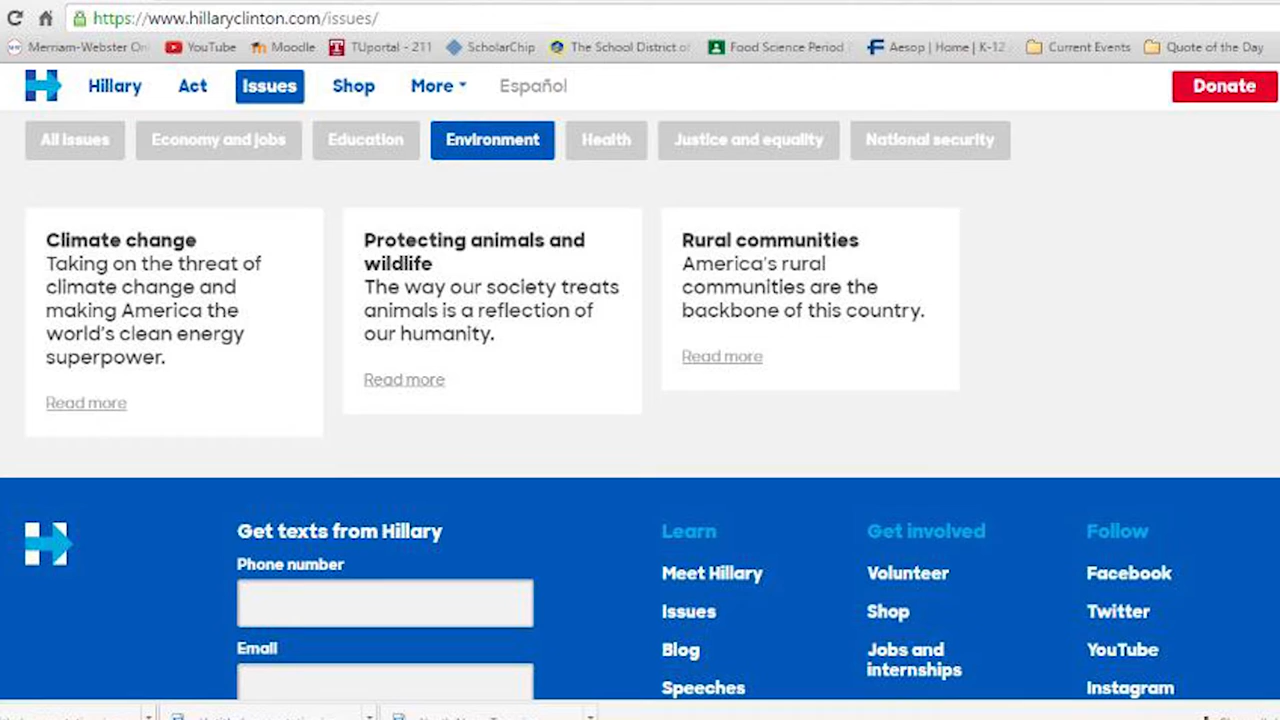 https://www.hillaryclinton.com/issues/
Merriam-Webster On YouTube Moodle TUportal - 211 ScholarChip The School District of Food Science Period Aesop | Home | K-12 Current Events Quote of the Day
Hillary Act Issues Shop More Español Donate
All issues Economy and jobs Education Environment Health Justice and equality National security
Climate change
Taking on the threat of
climate change and
making America the
world's clean energy
superpower.
Read more
Protecting animals and
wildlife
The way our society treats
animals is a reflection of
our humanity.
Read more
Rural communities
America's rural
communities are the
backbone of this country.
Read more
Get texts from Hillary
Phone number
Email
Learn
Meet Hillary
Issues
Blog
Speeches
Get involved
Volunteer
Shop
Jobs and
internships
Follow
Facebook
Twitter
YouTube
Instagram